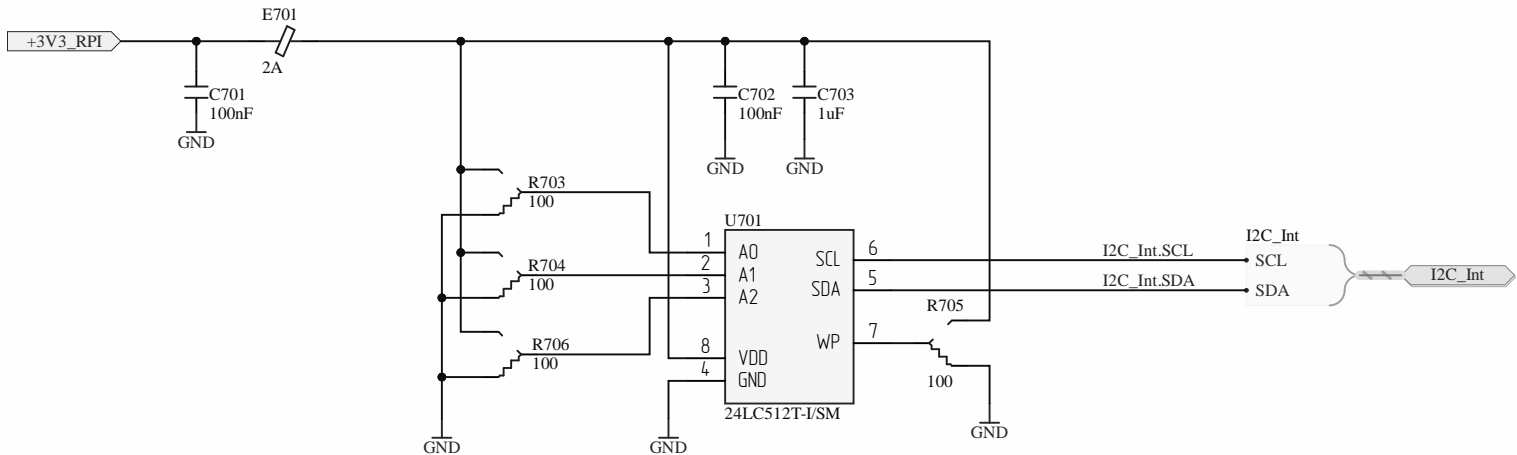 E701
+3V3_RPI
2A
C701
100nF
GND
C702
100nF
GND
C703
1uF
GND
R703
100
R704
100
R706
100
U701
1
A0
2
A1
3
A2
8
VDD
4
GND
SCL
6
SDA
5
WP
7
24LC512T-I/SM
I2C_Int.SCL
I2C_Int.SDA
I2C_Int
SCL
SDA
I2C_Int
R705
100
GND
GND
GND